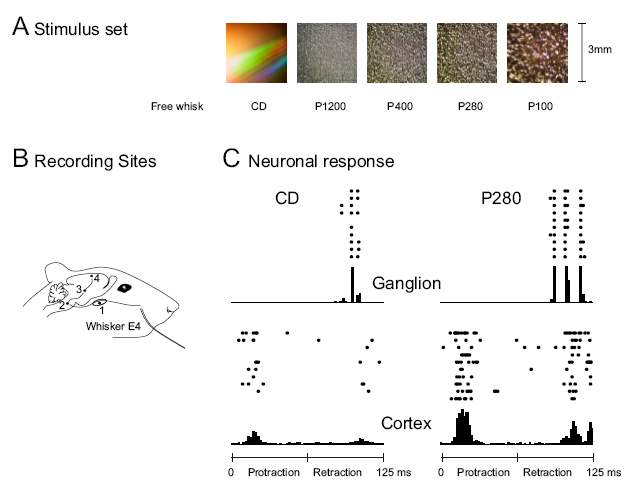 A Stimulus set
3mm
Free whisk CD P1200 P400 P280 P100
B Recording Sites
C Neuronal response
CD P280
Ganglion
4
3
2
1
Whisker E4
Cortex
0 Protraction Retraction 125 ms
0 Protraction Retraction 125 ms